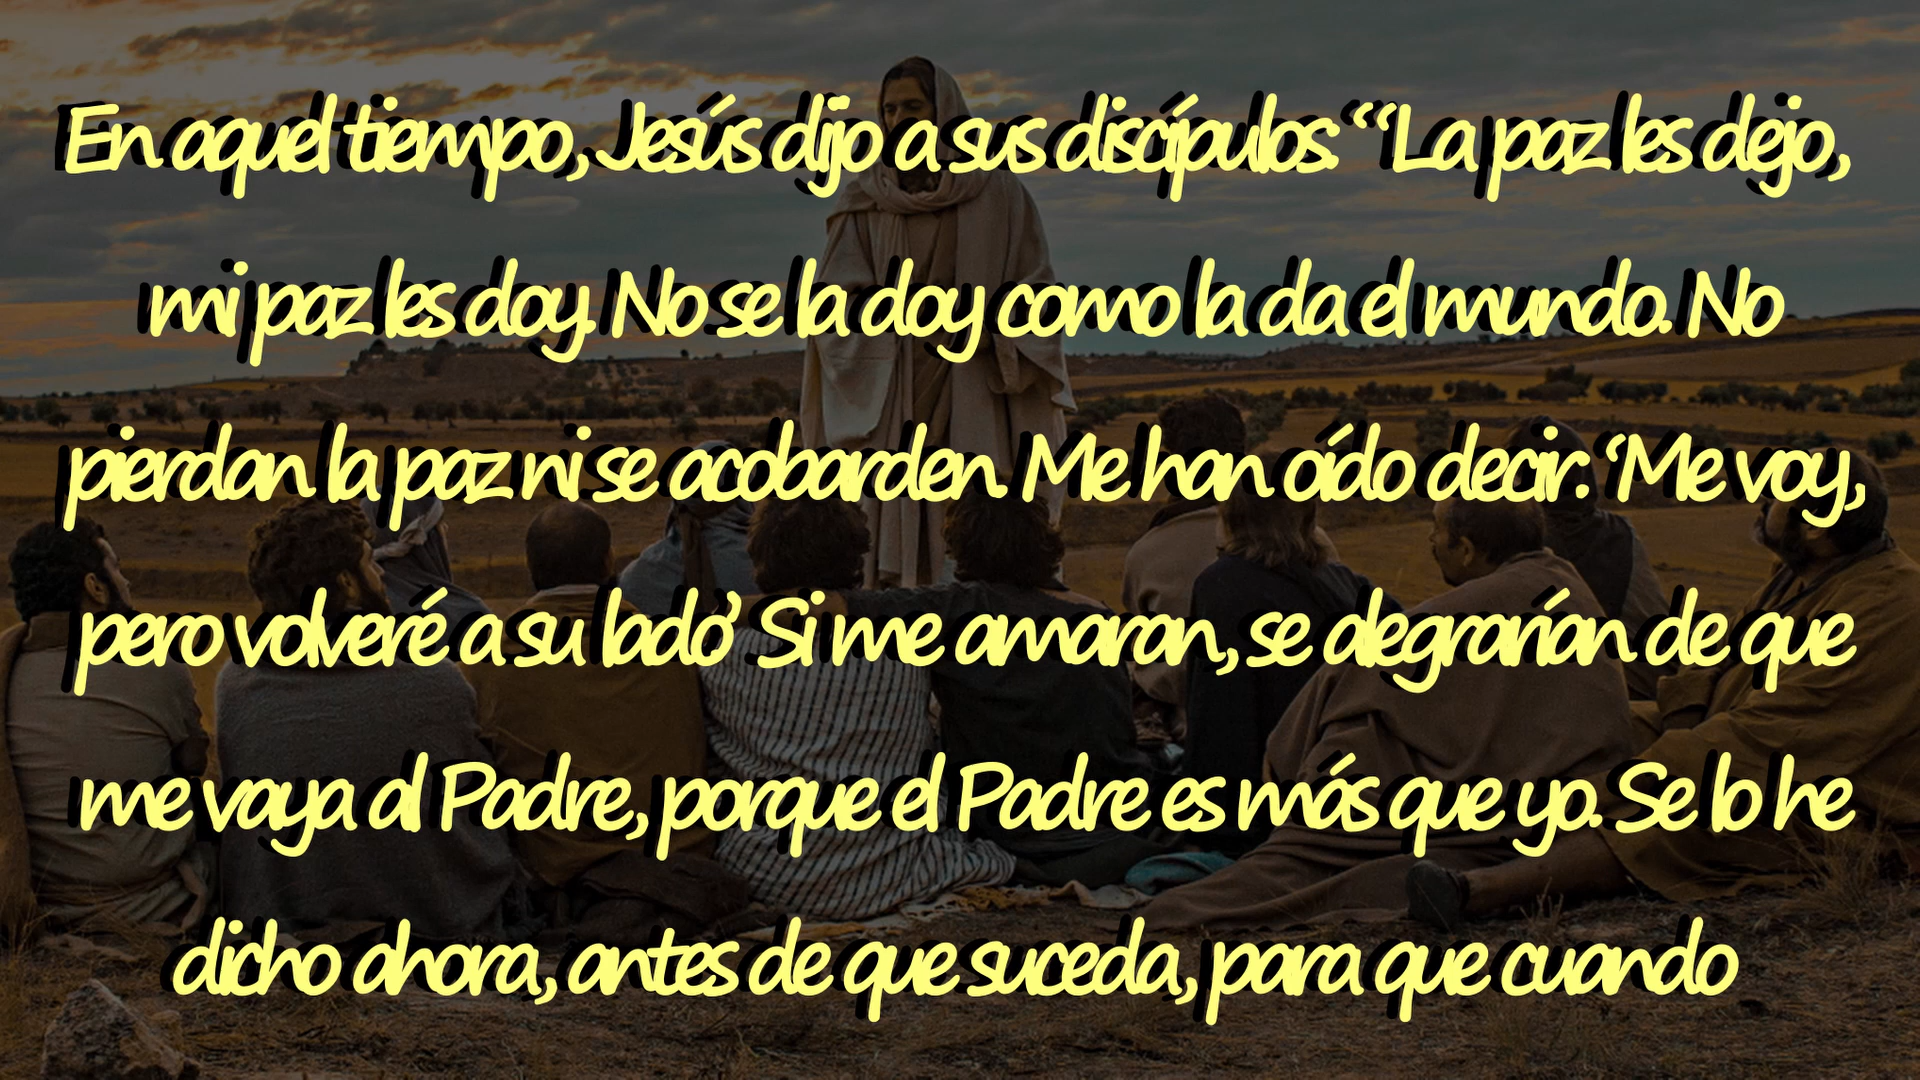 En aquel tiempo, Jesús dijo a sus discípulos: “‘La paz les dejo,
mi paz les doy. No se la doy como la da el mundo. No
pierdan la paz ni se acobarden. Me han oído decir: ‘Me voy,
pero volveré a su lado’. Si me amaran, se alegrarían de que
me vaya al Padre, porque el Padre es más que yo. Se lo he
dicho ahora, antes de que suceda, para que cuando